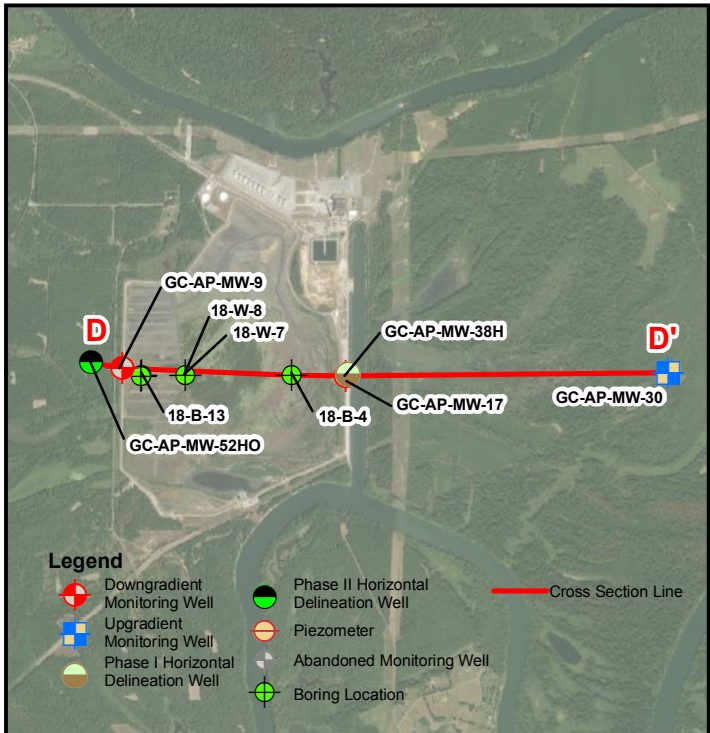 GC-AP-MW-9
18-W-8
18-W-7
D
GC-AP-MW-38H
D'
GC-AP-MW-17
GC-AP-MW-30
18-B-13
18-B-4
GC-AP-MW-52HO
Legend
Downgradient
Monitoring Well
Upgradient
Monitoring Well
Phase I Horizontal
Delineation Well
Phase II Horizontal
Delineation Well
Piezometer
Abandoned Monitoring Well
Boring Location
Cross Section Line